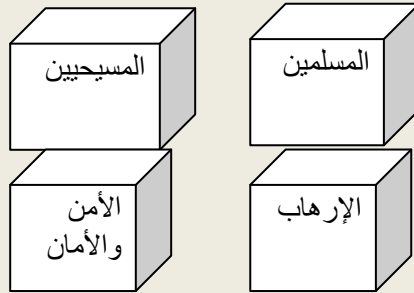 المسلمين
المسيحيين
الإرهاب
الأمن
والأمان